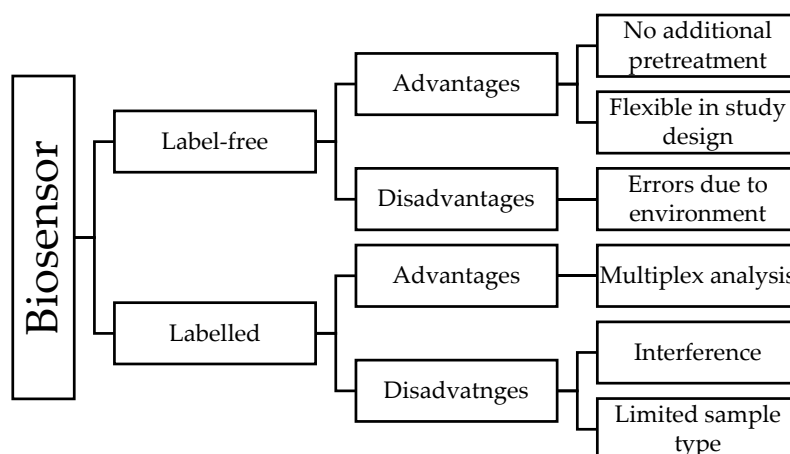 Biosensor
Label-free
Advantages
No additional
pretreatment
Flexible in study
design
Disadvantages
Errors due to
environment
Labelled
Advantages
Multiplex analysis
Disadvatnges
Interference
Limited sample
type